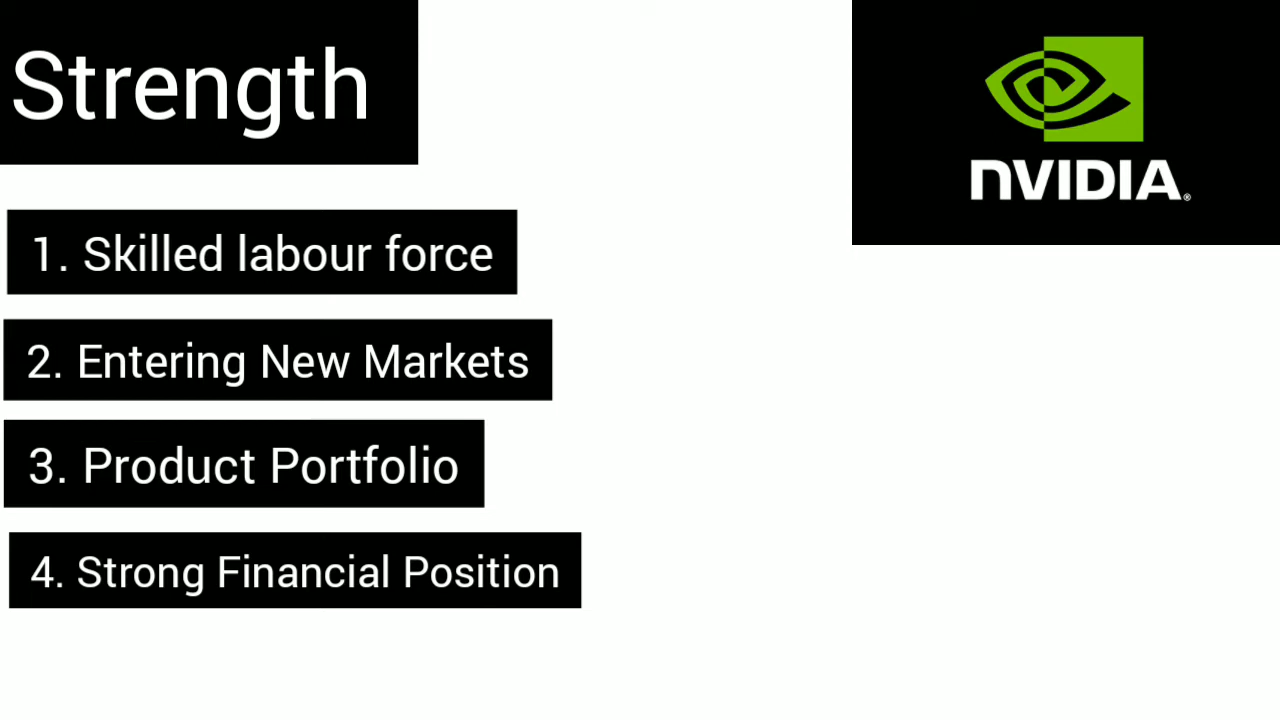 Strength
NVIDIA®
1. Skilled labour force
2. Entering New Markets
3. Product Portfolio
4. Strong Financial Position